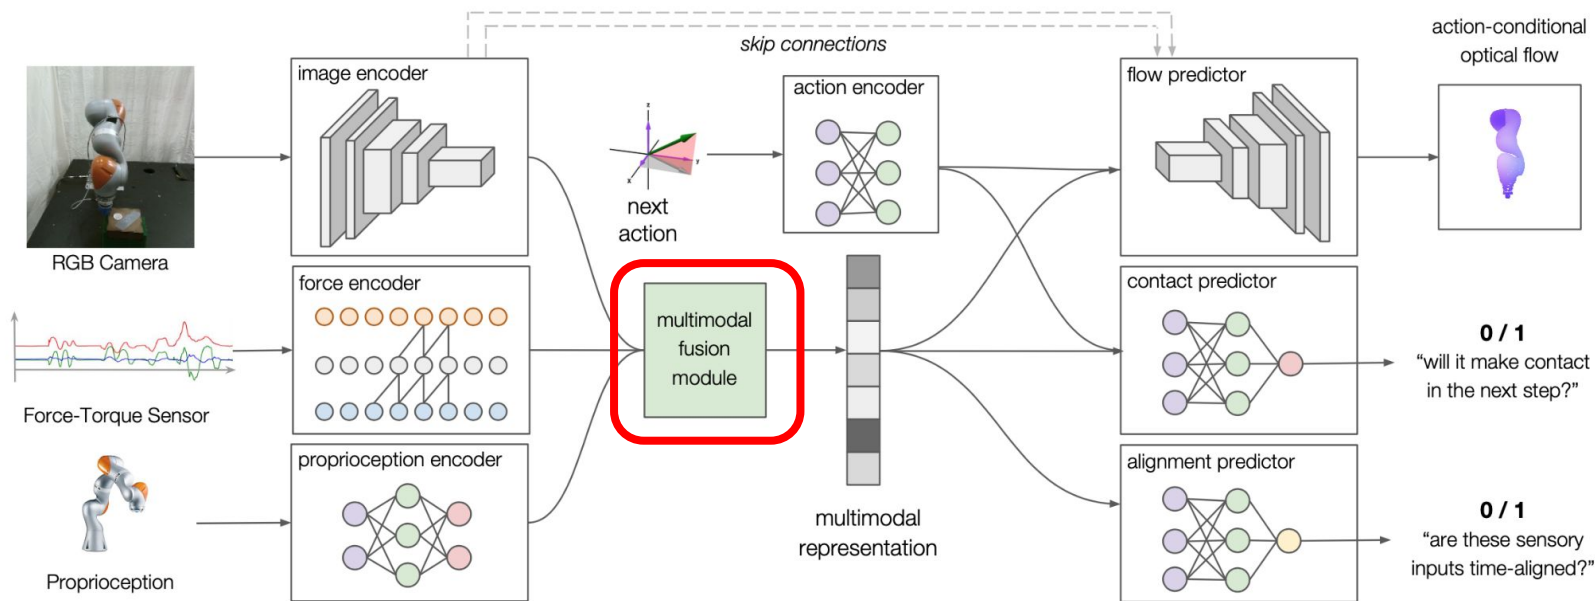 skip connections
action-conditional
optical flow
image encoder
action encoder
flow predictor
z
y
x
next
action
RGB Camera
force encoder
contact predictor
multimodal
fusion
module
0 / 1
“will it make contact
in the next step?”
Force-Torque Sensor
proprioception encoder
alignment predictor
multimodal
representation
0 / 1
“are these sensory
inputs time-aligned?”
Proprioception